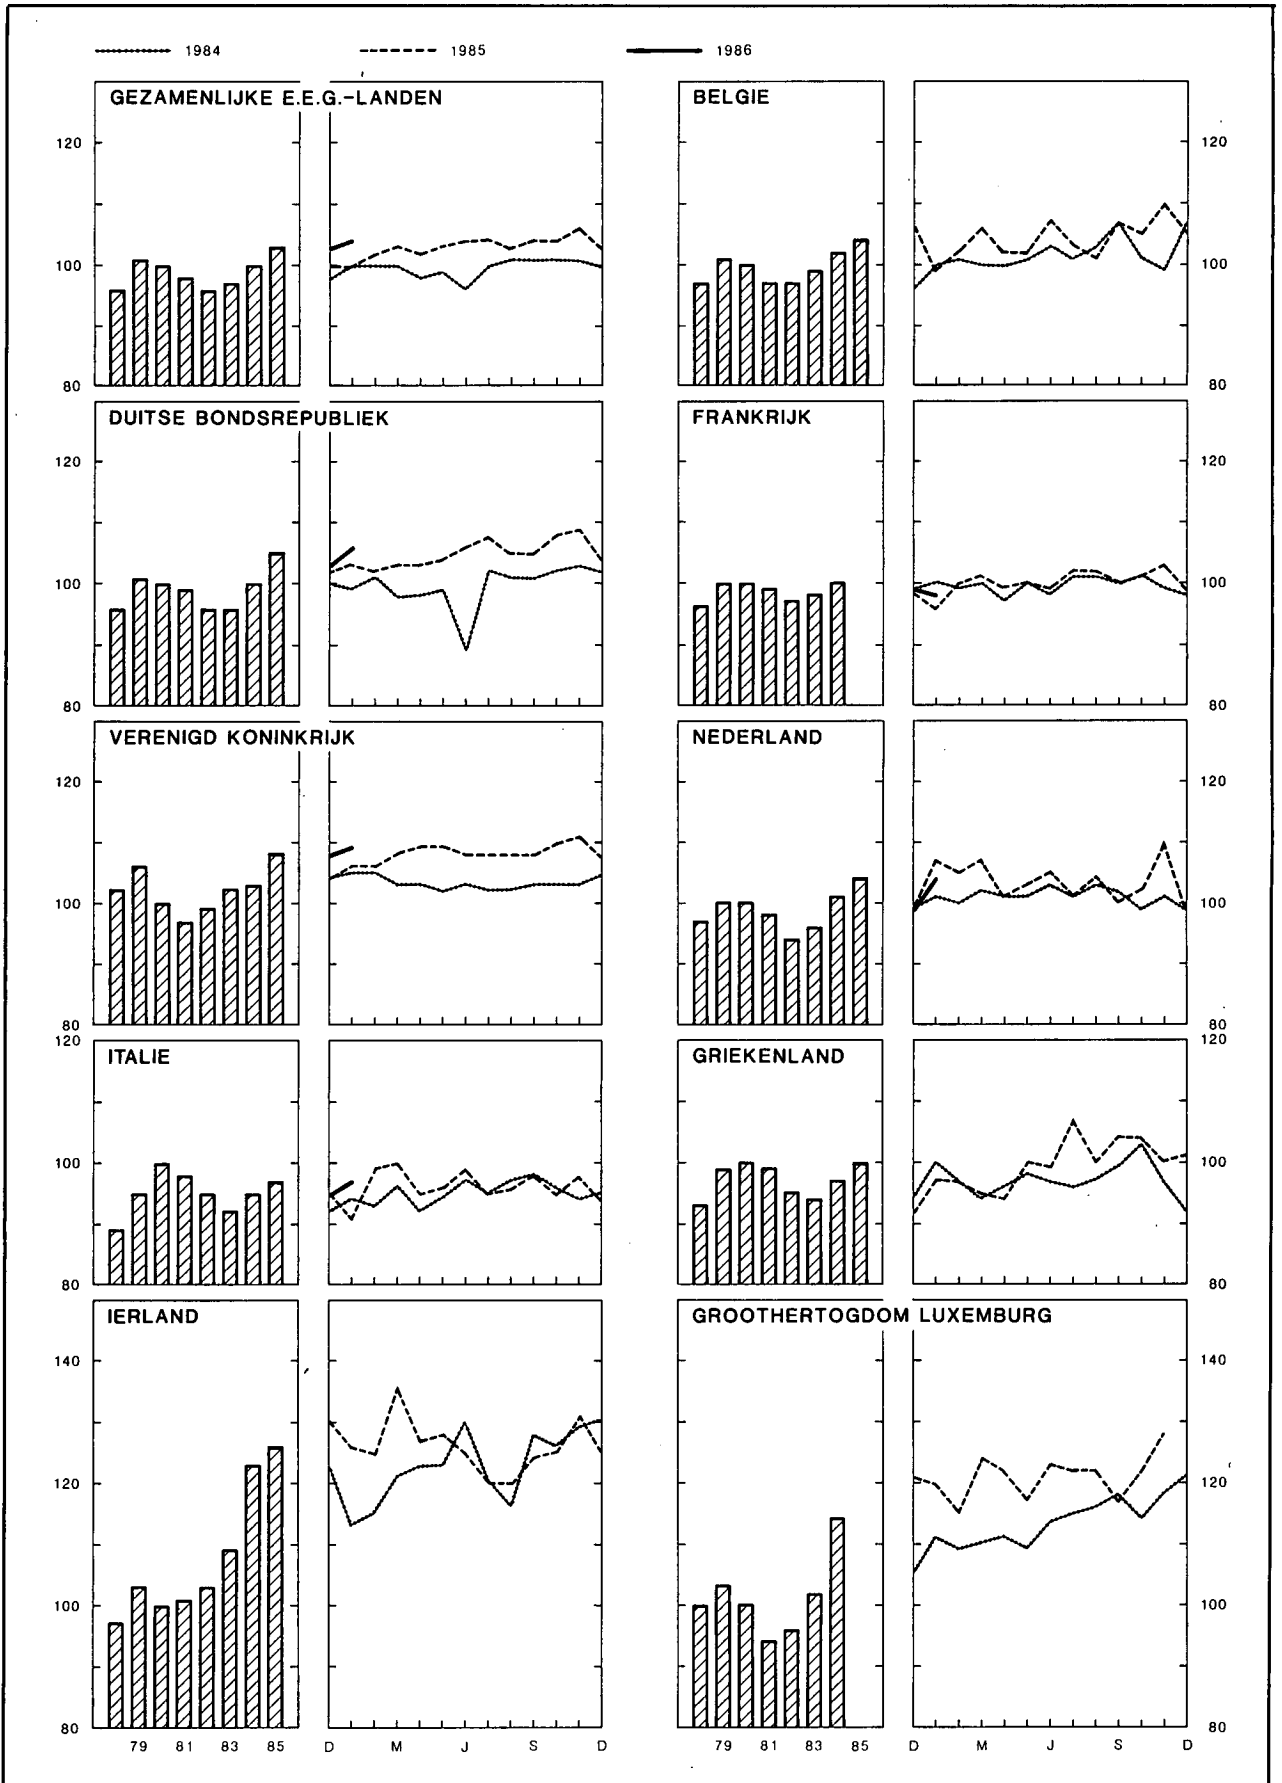 1984 1985 1986
GEZAMENLIJKE E.E.G.-LANDEN BELGIE
120 120
100 100
80 80
DUITSE BONDSREPUBLIEK FRANKRIJK
120 120
100 100
80 80
VERENIGD KONINKRIJK NEDERLAND
120 120
100 100
80 80
120 120
ITALIE GRIEKENLAND
100 100
80 80
IERLAND GROOTHERTOGDOM LUXEMBURG
140 140
120 120
100 100
80 80
79 81 83 85 D M J S D 79 81 83 85 D M J S D